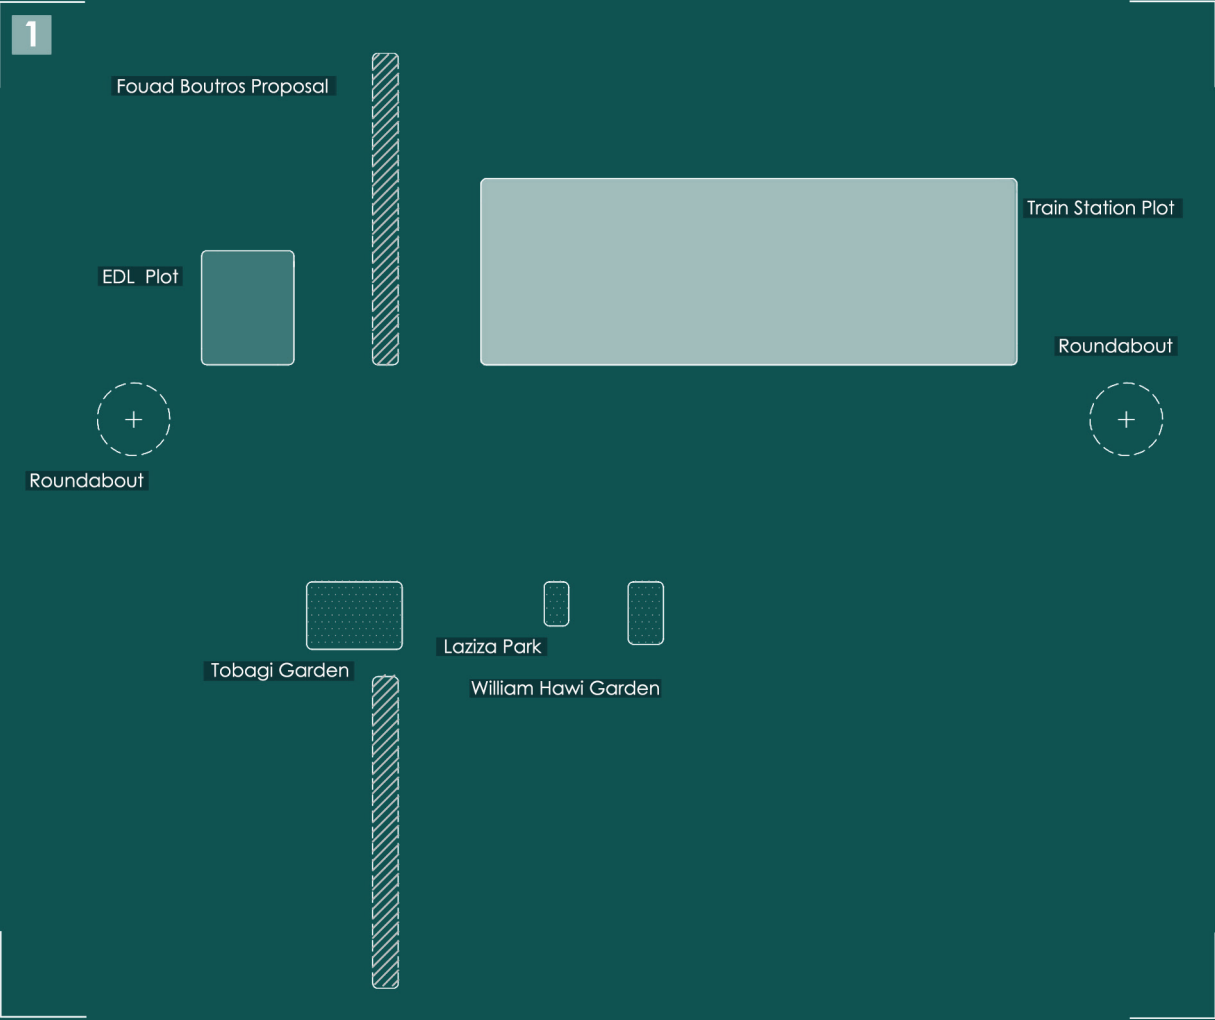 1
Fouad Boutros Proposal
Train Station Plot
EDL Plot
Roundabout
Roundabout
Laziza Park
Tobagi Garden
William Hawi Garden